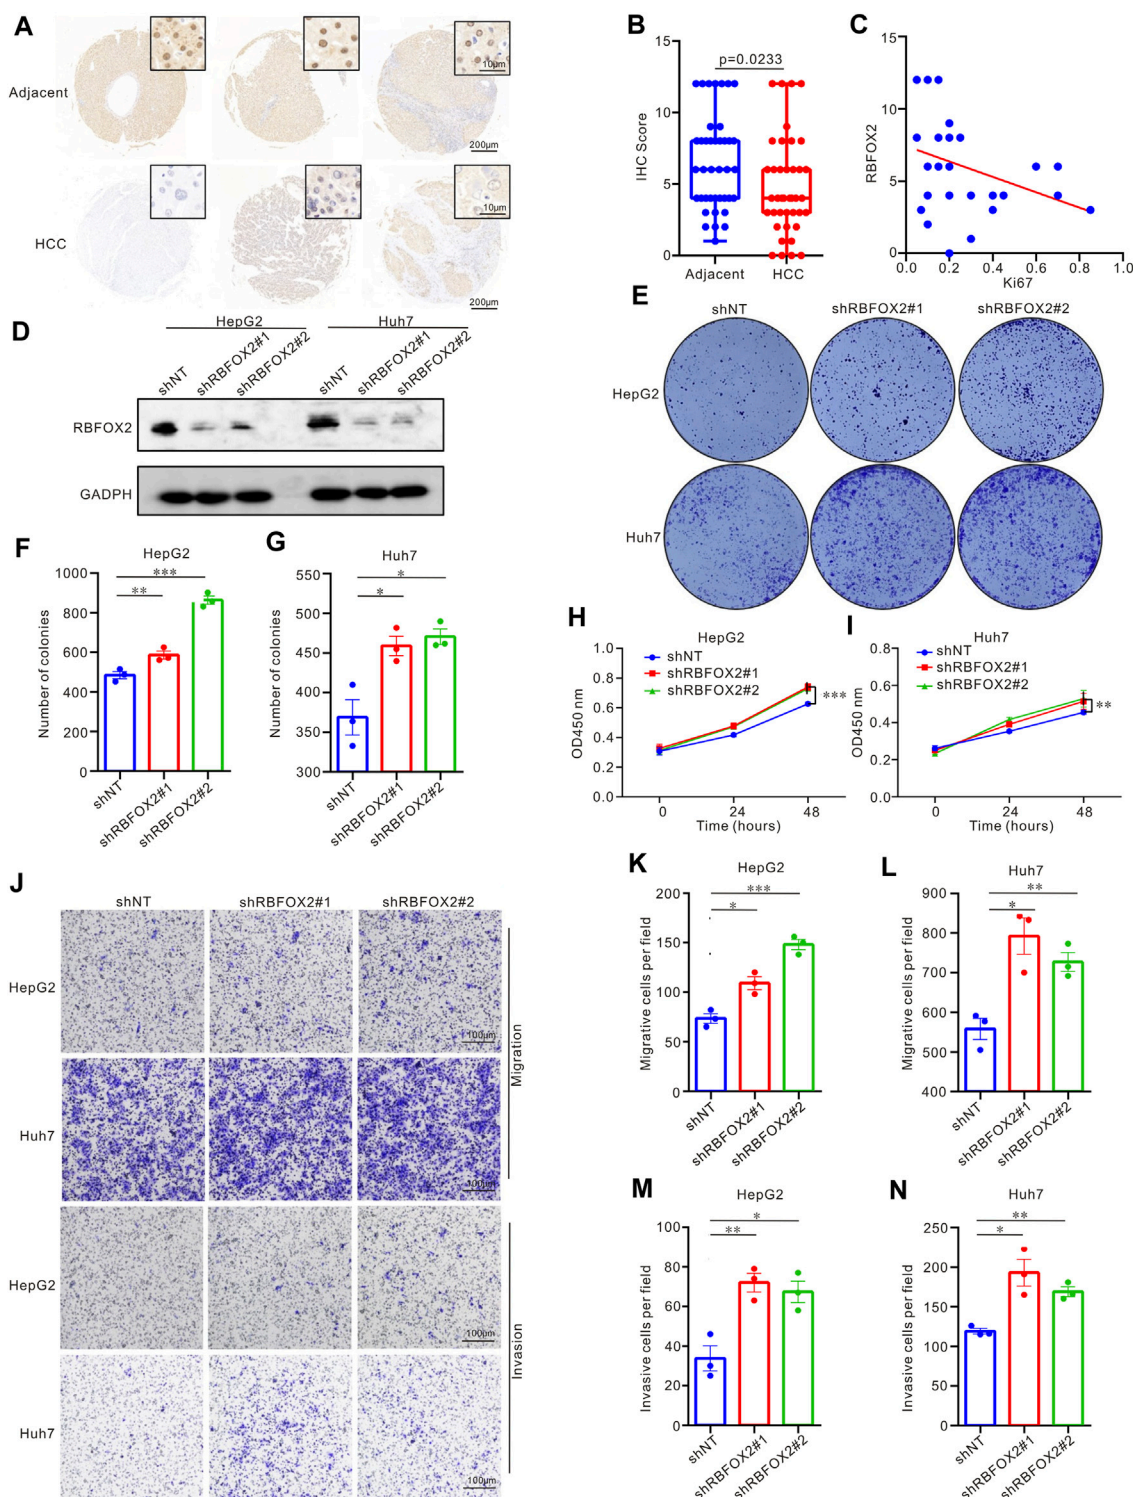 A
Adjacent
10μm
200μm
HCC
10μm
200μm
B
p=0.0233
IHC Score
15
10
5
0
Adjacent
HCC
C
RBFOX2
15
10
5
0
0.0
0.2
0.4
0.6
0.8
1.0
Ki67
D
HepG2
Huh7
shNT
shRBFOX2#1
shRBFOX2#2
shNT
shRBFOX2#1
shRBFOX2#2
RBFOX2
GADPH
E
shNT
shRBFOX2#1
shRBFOX2#2
HepG2
Huh7
F
HepG2
Number of colonies
1000
800
600
400
200
0
**
***
shNT
shRBFOX2#1
shRBFOX2#2
G
Huh7
Number of colonies
550
500
450
400
350
300
*
*
shNT
shRBFOX2#1
shRBFOX2#2
H
HepG2
OD450 nm
1.0
0.8
0.6
0.4
0.2
0.0
shNT
shRBFOX2#1
shRBFOX2#2
***
0
24
48
Time (hours)
I
Huh7
OD450 nm
0.8
0.6
0.4
0.2
0.0
shNT
shRBFOX2#1
shRBFOX2#2
**
0
24
48
Time (hours)
J
shNT
shRBFOX2#1
shRBFOX2#2
HepG2
100μm
Huh7
100μm
Migration
HepG2
100μm
Huh7
100μm
Invasion
K
HepG2
Migrative cells per field
200
150
100
50
0
***
*
shNT
shRBFOX2#1
shRBFOX2#2
L
Huh7
Migrative cells per field
900
800
700
600
500
400
**
*
shNT
shRBFOX2#1
shRBFOX2#2
M
HepG2
Invasive cells per field
100
80
60
40
20
0
*
**
shNT
shRBFOX2#1
shRBFOX2#2
N
Huh7
Invasive cells per field
250
200
150
100
50
0
**
*
shNT
shRBFOX2#1
shRBFOX2#2